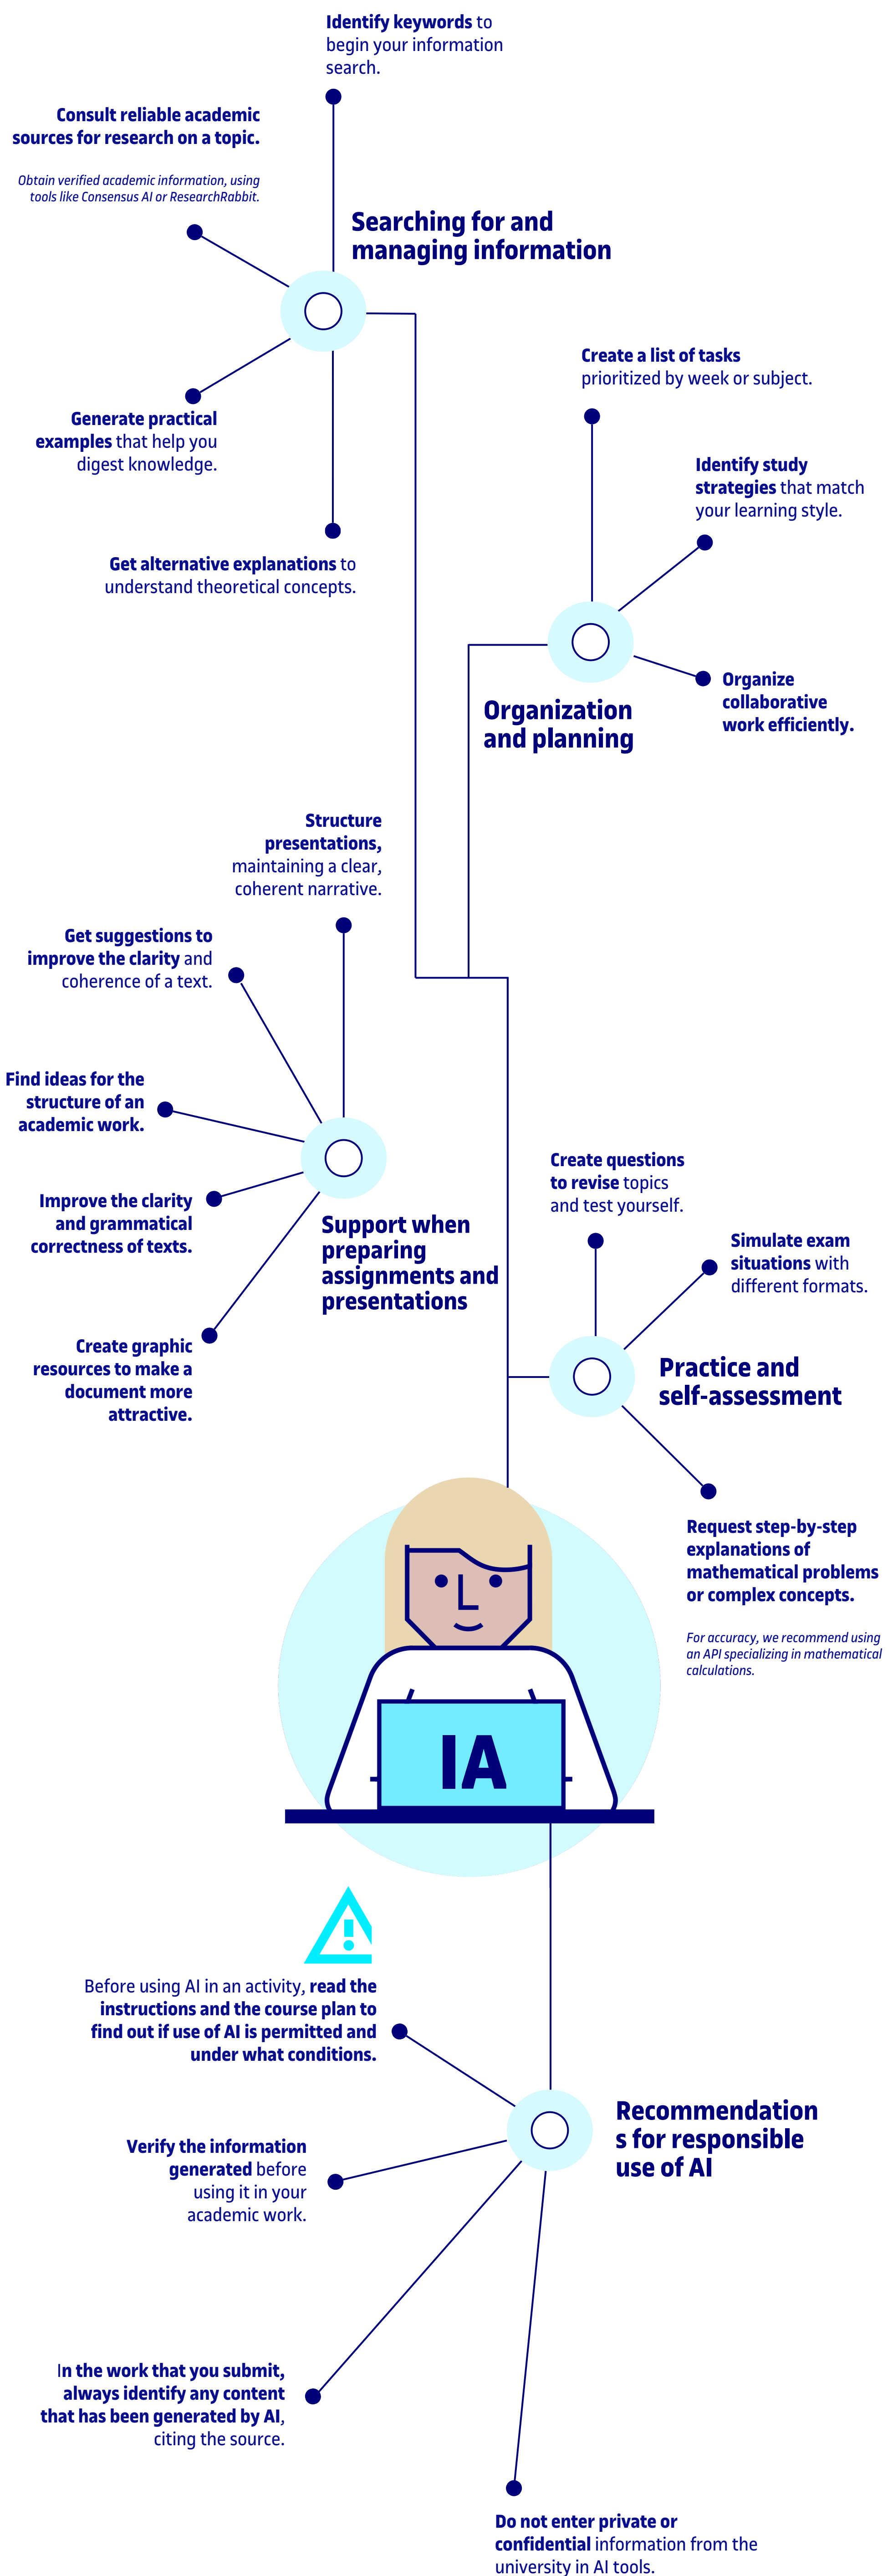 Identify keywords to
begin your information
search.
Consult reliable academic
sources for research on a topic.
Obtain verified academic information, using
tools like Consensus AI or ResearchRabbit.
Searching for and
managing information
Generate practical
examples that help you
digest knowledge.
Get alternative explanations to
understand theoretical concepts.
Create a list of tasks
prioritized by week or subject.
Identify study
strategies that match
your learning style.
Organize
collaborative
work efficiently.
Organization
and planning
Structure
presentations,
maintaining a clear,
coherent narrative.
Get suggestions to
improve the clarity and
coherence of a text.
Find ideas for the
structure of an
academic work.
Improve the clarity
and grammatical
correctness of texts.
Create graphic
resources to make a
document more
attractive.
Support when
preparing
assignments and
presentations
Create questions
to revise topics
and test yourself.
Simulate exam
situations with
different formats.
Practice and
self-assessment
Request step-by-step
explanations of
mathematical problems
or complex concepts.
For accuracy, we recommend using
an API specializing in mathematical
calculations.
IA
Before using AI in an activity, read the
instructions and the course plan to
find out if use of AI is permitted and
under what conditions.
Recommendation
s for responsible
use of AI
Verify the information
generated before
using it in your
academic work.
In the work that you submit,
always identify any content
that has been generated by AI,
citing the source.
Do not enter private or
confidential information from the
university in AI tools.